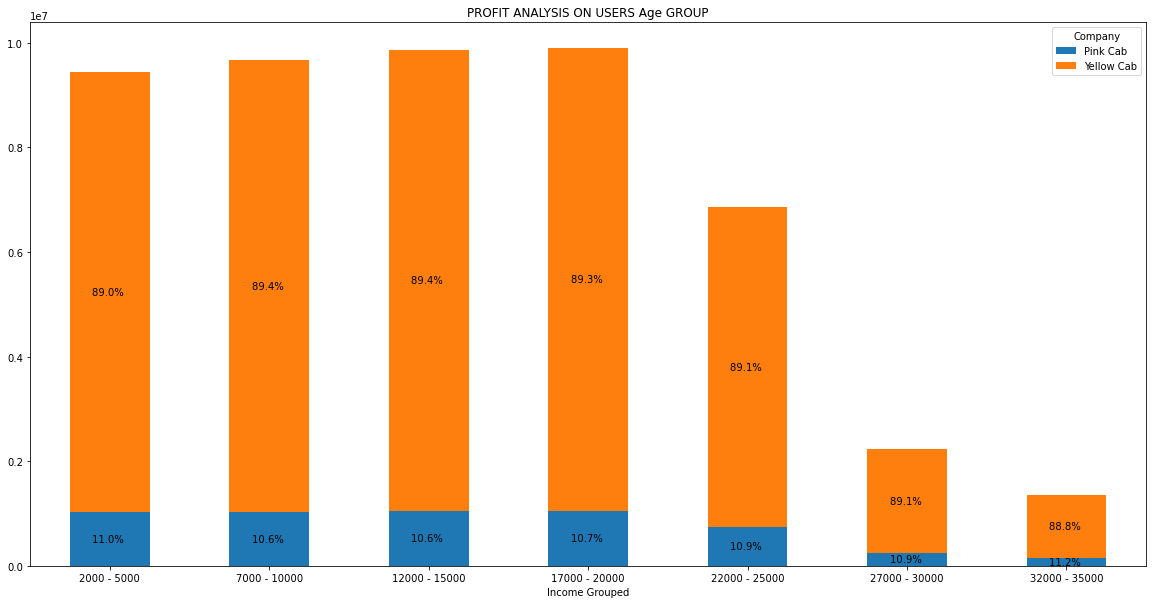 PROFIT ANALYSIS ON USERS Age GROUP
1e7
Company
Pink Cab
Yellow Cab
1.0
0.8
0.6
0.4
0.2
0.0
89.0%
89.4%
89.4%
89.3%
89.1%
89.1%
88.8%
11.0%
10.6%
10.6%
10.7%
10.9%
10.9%
11.2%
2000 - 5000
7000 - 10000
12000 - 15000
17000 - 20000
22000 - 25000
27000 - 30000
32000 - 35000
Income Grouped